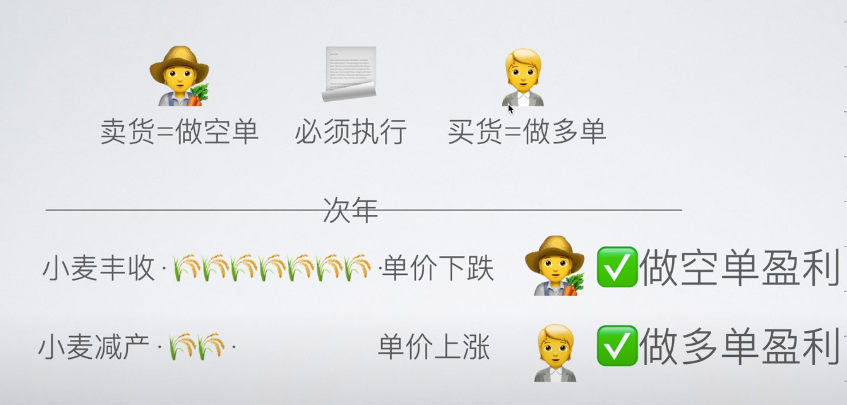 卖货=做空单 必须执行 买货=做多单
次年
小麦丰收· ·单价下跌 做空单盈利
小麦减产· · 单价上涨 做多单盈利